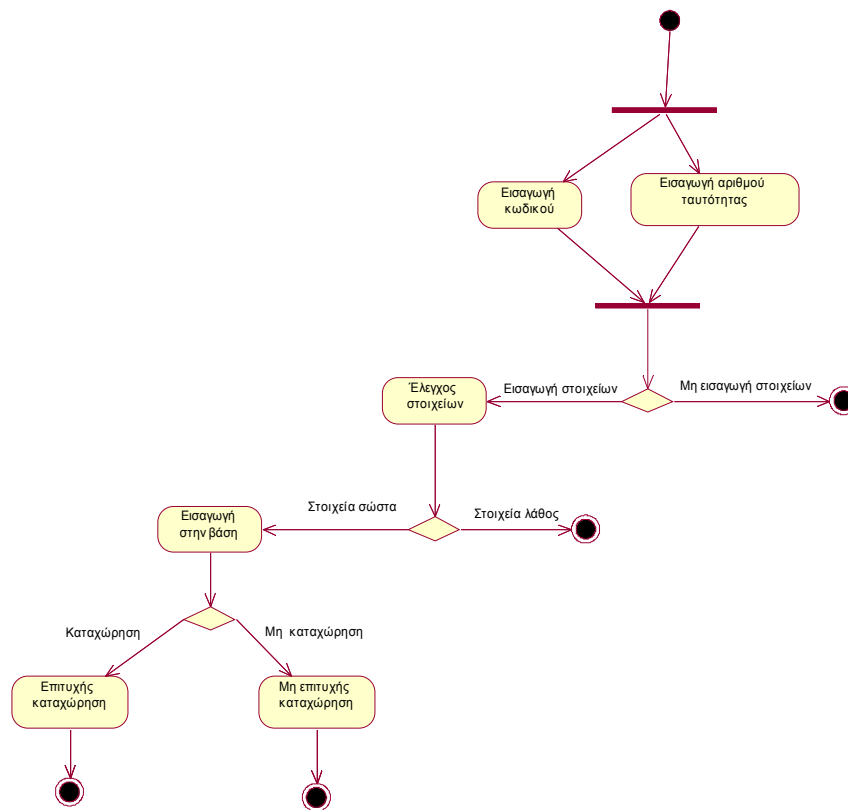 Εισαγωγή
κωδικού
Εισαγωγή αριθμού
ταυτότητας
Έλεγχος
στοιχείων
Εισαγωγή στοιχείων
Μη εισαγωγή στοιχείων
Εισαγωγή
στην βάση
Στοιχεία σώστα
Στοιχεία λάθος
Καταχώρηση
Μη καταχώρηση
Επιτυχής
καταχώρηση
Μη επιτυχής
καταχώρηση